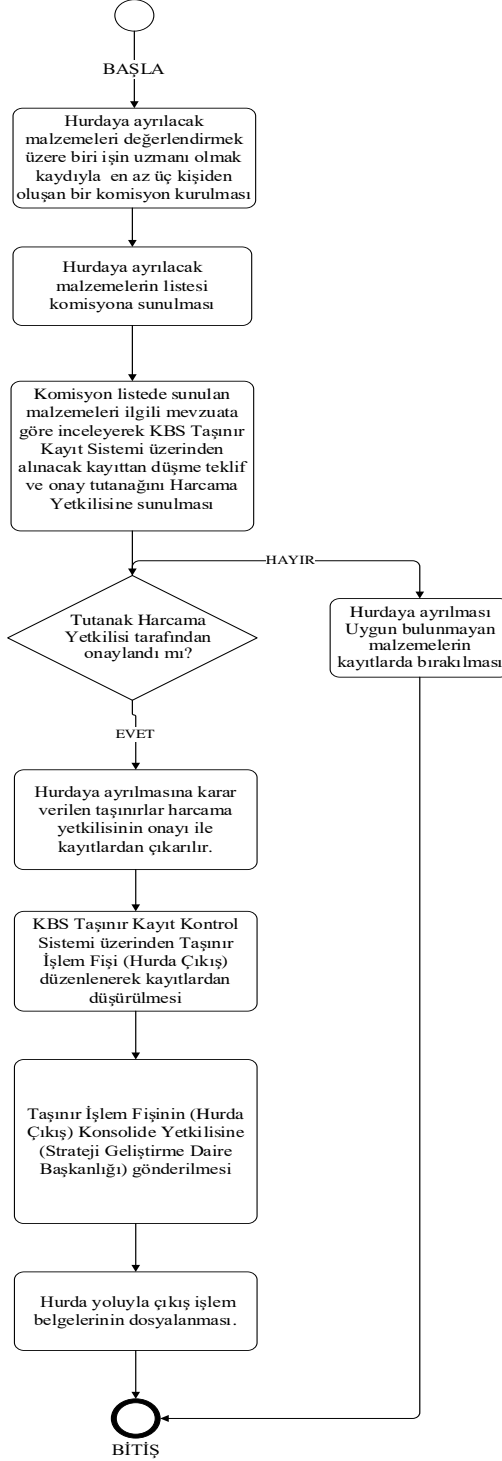 BAŞLA
Hurdaya ayrılacak
malzemeleri değerlendirmek
üzere biri işin uzmanı olmak
kaydıyla en az üç kişiden
oluşan bir komisyon kurulması
Hurdaya ayrılacak
malzemelerin listesi
komisyona sunulması
Komisyon listede sunulan
malzemeleri ilgili mevzuata
göre inceleyerek KBS Taşınır
Kayıt Sistemi üzerinden
alınacak kayıttan düşme teklif
ve onay tutanağını Harcama
Yetkilisine sunulması
HAYIR
Tutanak Harcama
Yetkilisi tarafından
onaylandı mı?
Hurdaya ayrılması
Uygun bulunmayan
malzemelerin
kayıtlarda bırakılması
EVET
Hurdaya ayrılmasına karar
verilen taşınırlar harcama
yetkilisinin onayı ile
kayıtlardan çıkarılır.
KBS Taşınır Kayıt Kontrol
Sistemi üzerinden Taşınır
İşlem Fişi (Hurda Çıkış)
düzenlenerek kayıtlardan
düşürülmesi
Taşınır İşlem Fişinin (Hurda
Çıkış) Konsolide Yetkilisine
(Strateji Geliştirme Daire
Başkanlığı) gönderilmesi
Hurda yoluyla çıkış işlem
belgelerinin dosyalanması.
BİTİŞ